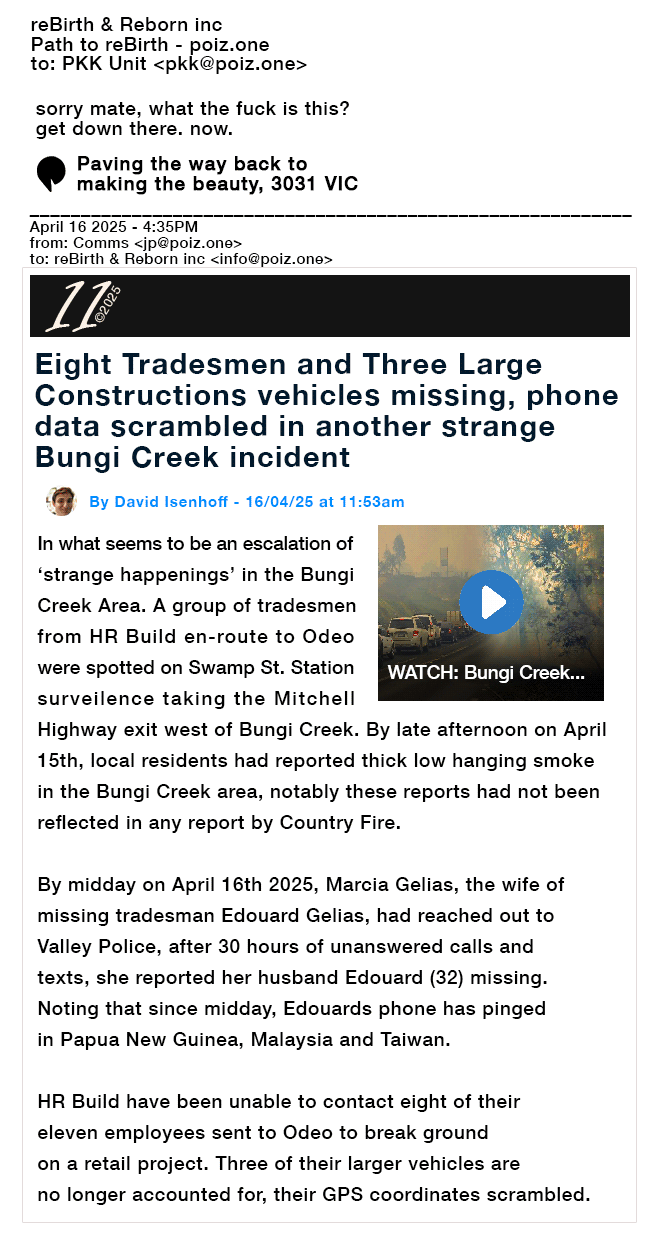 reBirth & Reborn inc
Path to reBirth - poiz.one
to: PKK Unit <pkk@poiz.one>
sorry mate, what the fuck is this?
get down there. now.
Paving the way back to
making the beauty, 3031 VIC
April 16 2025 - 4:35PM
from: Comms <jp@poiz.one>
to: reBirth & Reborn inc <info@poiz.one>
11 ©2025
Eight Tradesmen and Three Large
Constructions vehicles missing, phone
data scrambled in another strange
Bungi Creek incident
By David Isenhoff - 16/04/25 at 11:53am
In what seems to be an escalation of
‘strange happenings’ in the Bungi
Creek Area. A group of tradesmen
from HR Build en-route to Odeo
were spotted on Swamp St. Station
surveilence taking the Mitchell
WATCH: Bungi Creek...
Highway exit west of Bungi Creek. By late afternoon on April
15th, local residents had reported thick low hanging smoke
in the Bungi Creek area, notably these reports had not been
reflected in any report by Country Fire.
By midday on April 16th 2025, Marcia Gelias, the wife of
missing tradesman Edouard Gelias, had reached out to
Valley Police, after 30 hours of unanswered calls and
texts, she reported her husband Edouard (32) missing.
Noting that since midday, Edouards phone has pinged
in Papua New Guinea, Malaysia and Taiwan.
HR Build have been unable to contact eight of their
eleven employees sent to Odeo to break ground
on a retail project. Three of their larger vehicles are
no longer accounted for, their GPS coordinates scrambled.